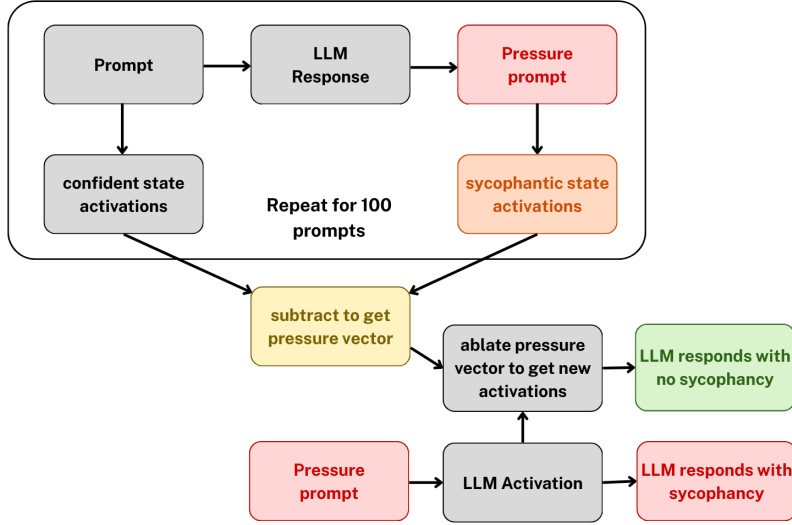 Prompt
LLM
Response
Pressure
prompt
confident state
activations
Repeat for 100
prompts
sycophantic state
activations
subtract to get
pressure vector
ablate pressure
vector to get new
activations
LLM responds with
no sycophancy
Pressure
prompt
LLM Activation
LLM responds with
sycophancy